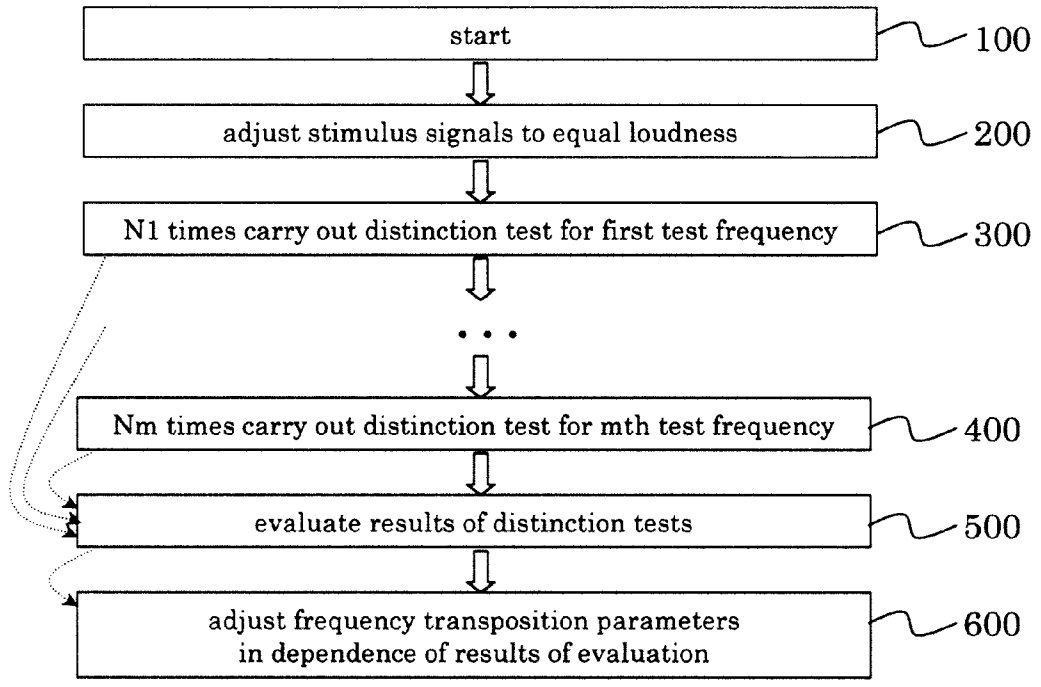 start 100
adjust stimulus signals to equal loudness 200
N1 times carry out distinction test for first test frequency 300
...
Nm times carry out distinction test for mth test frequency 400
evaluate results of distinction tests 500
adjust frequency transposition parameters
in dependence of results of evaluation 600